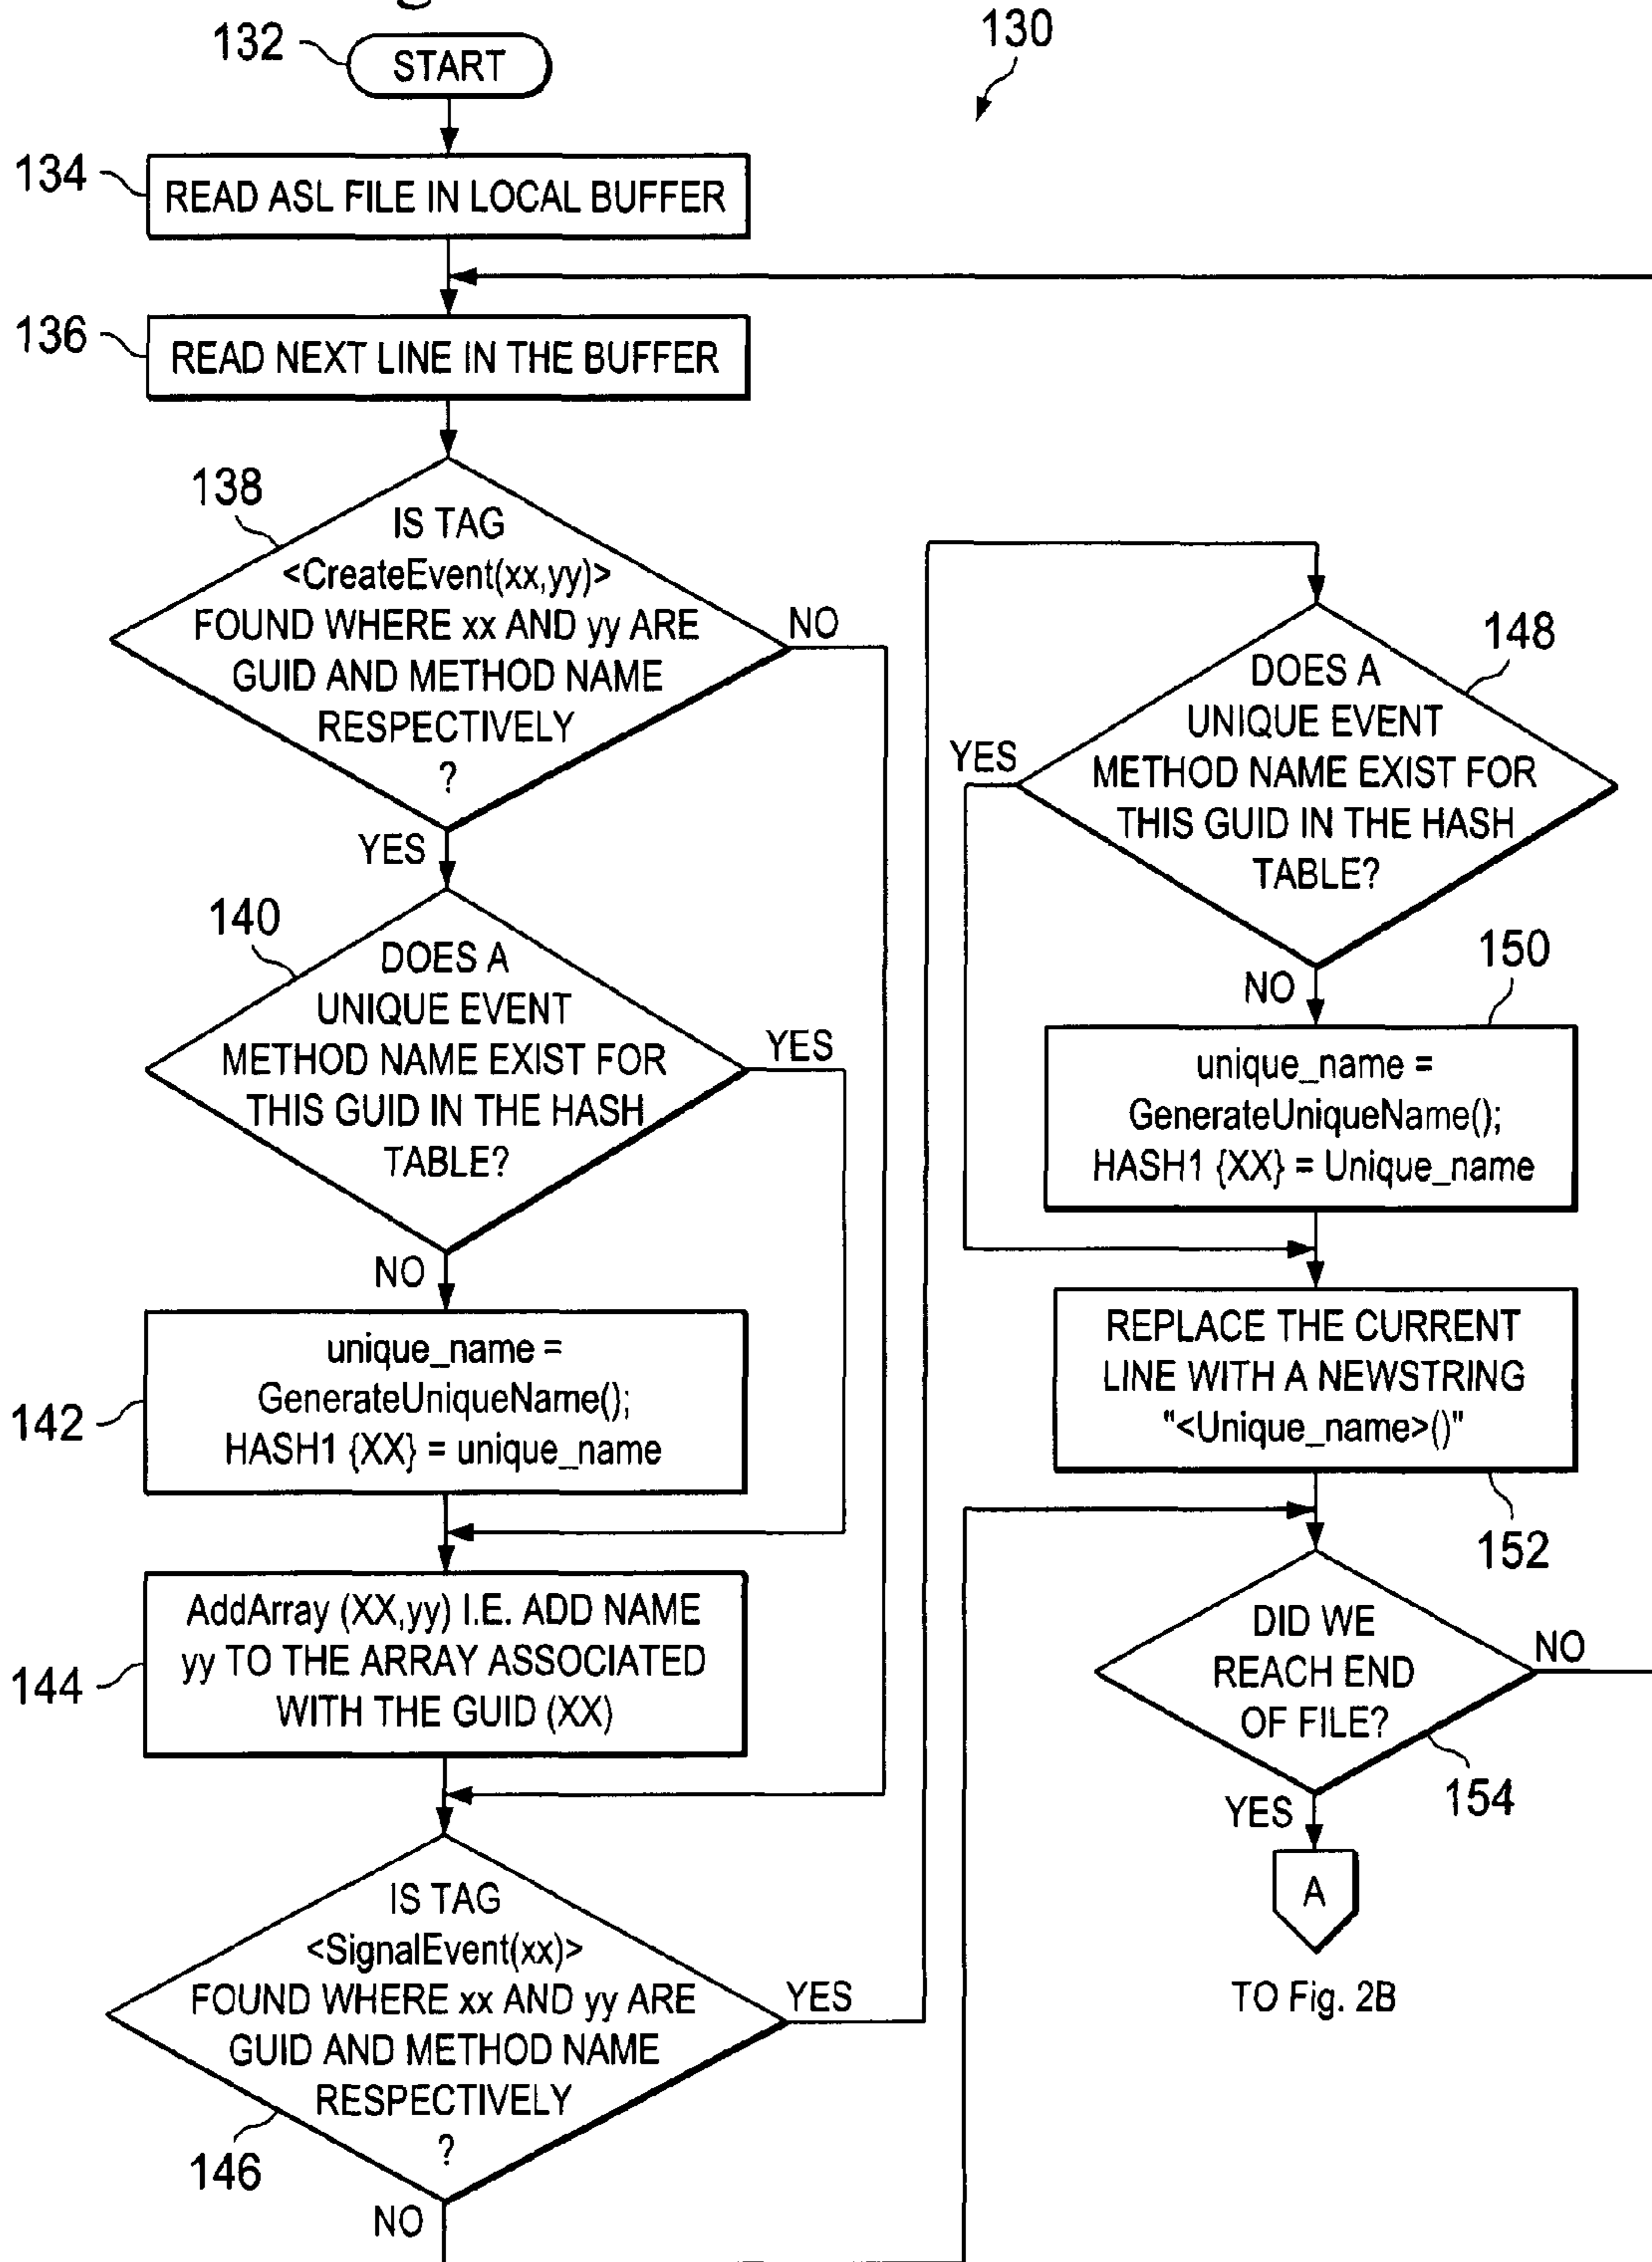 130
132
START
134
READ ASL FILE IN LOCAL BUFFER
136
READ NEXT LINE IN THE BUFFER
138
IS TAG
<CreateEvent(xx,yy)>
FOUND WHERE xx AND yy ARE
GUID AND METHOD NAME
RESPECTIVELY
?
NO
YES
140
DOES A
UNIQUE EVENT
METHOD NAME EXIST FOR
THIS GUID IN THE HASH
TABLE?
YES
NO
142
unique_name =
GenerateUniqueName();
HASH1 {XX} = unique_name
144
AddArray (XX,yy) I.E. ADD NAME
yy TO THE ARRAY ASSOCIATED
WITH THE GUID (XX)
IS TAG
<SignalEvent(xx)>
FOUND WHERE xx AND yy ARE
GUID AND METHOD NAME
RESPECTIVELY
?
146
YES
NO
148
DOES A
UNIQUE EVENT
METHOD NAME EXIST FOR
THIS GUID IN THE HASH
TABLE?
YES
NO
150
unique_name =
GenerateUniqueName();
HASH1 {XX} = Unique_name
REPLACE THE CURRENT
LINE WITH A NEWSTRING
"<Unique_name>()"
152
DID WE
REACH END
OF FILE?
NO
154
YES
A
TO Fig. 2B